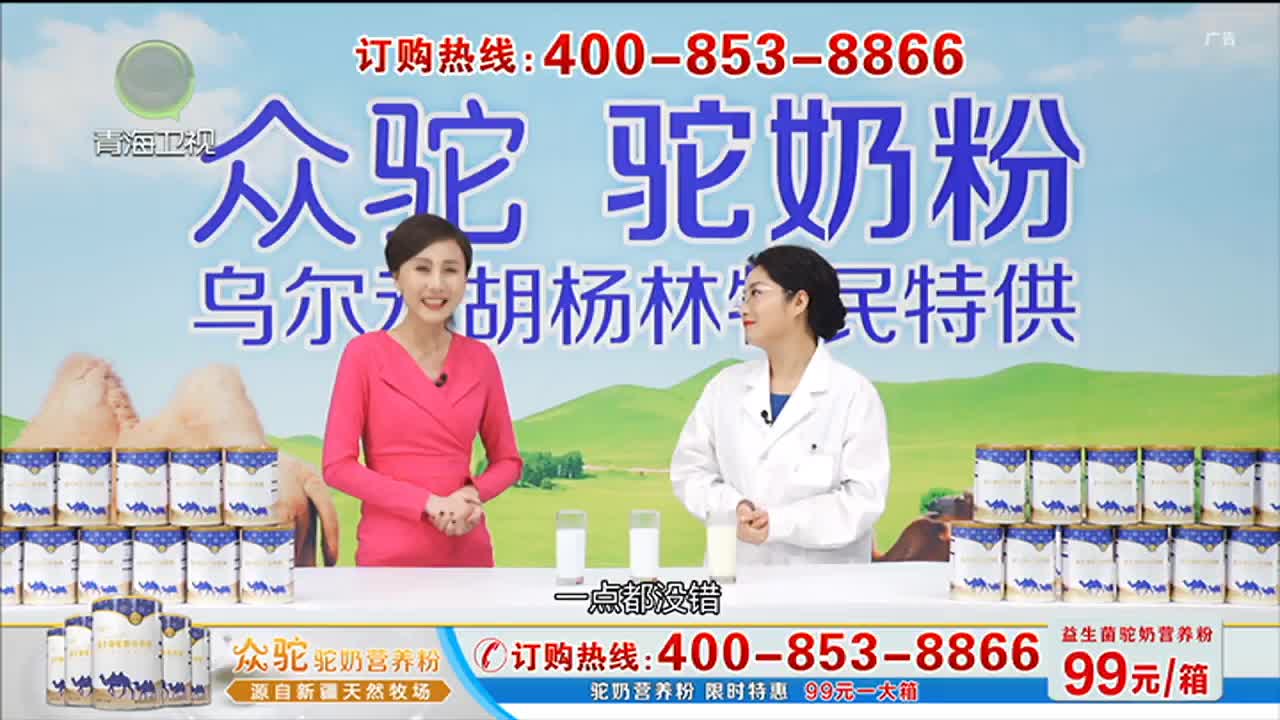 订购热线:400-853-8866
广告
青海卫视
众驼 驼奶粉
乌尔禾胡杨林牧民特供
一点都没错
众驼 驼奶营养粉
源自新疆天然牧场
订购热线:400-853-8866
驼奶营养粉 限时特惠 99元一大箱
益生菌驼奶营养粉
99元/箱